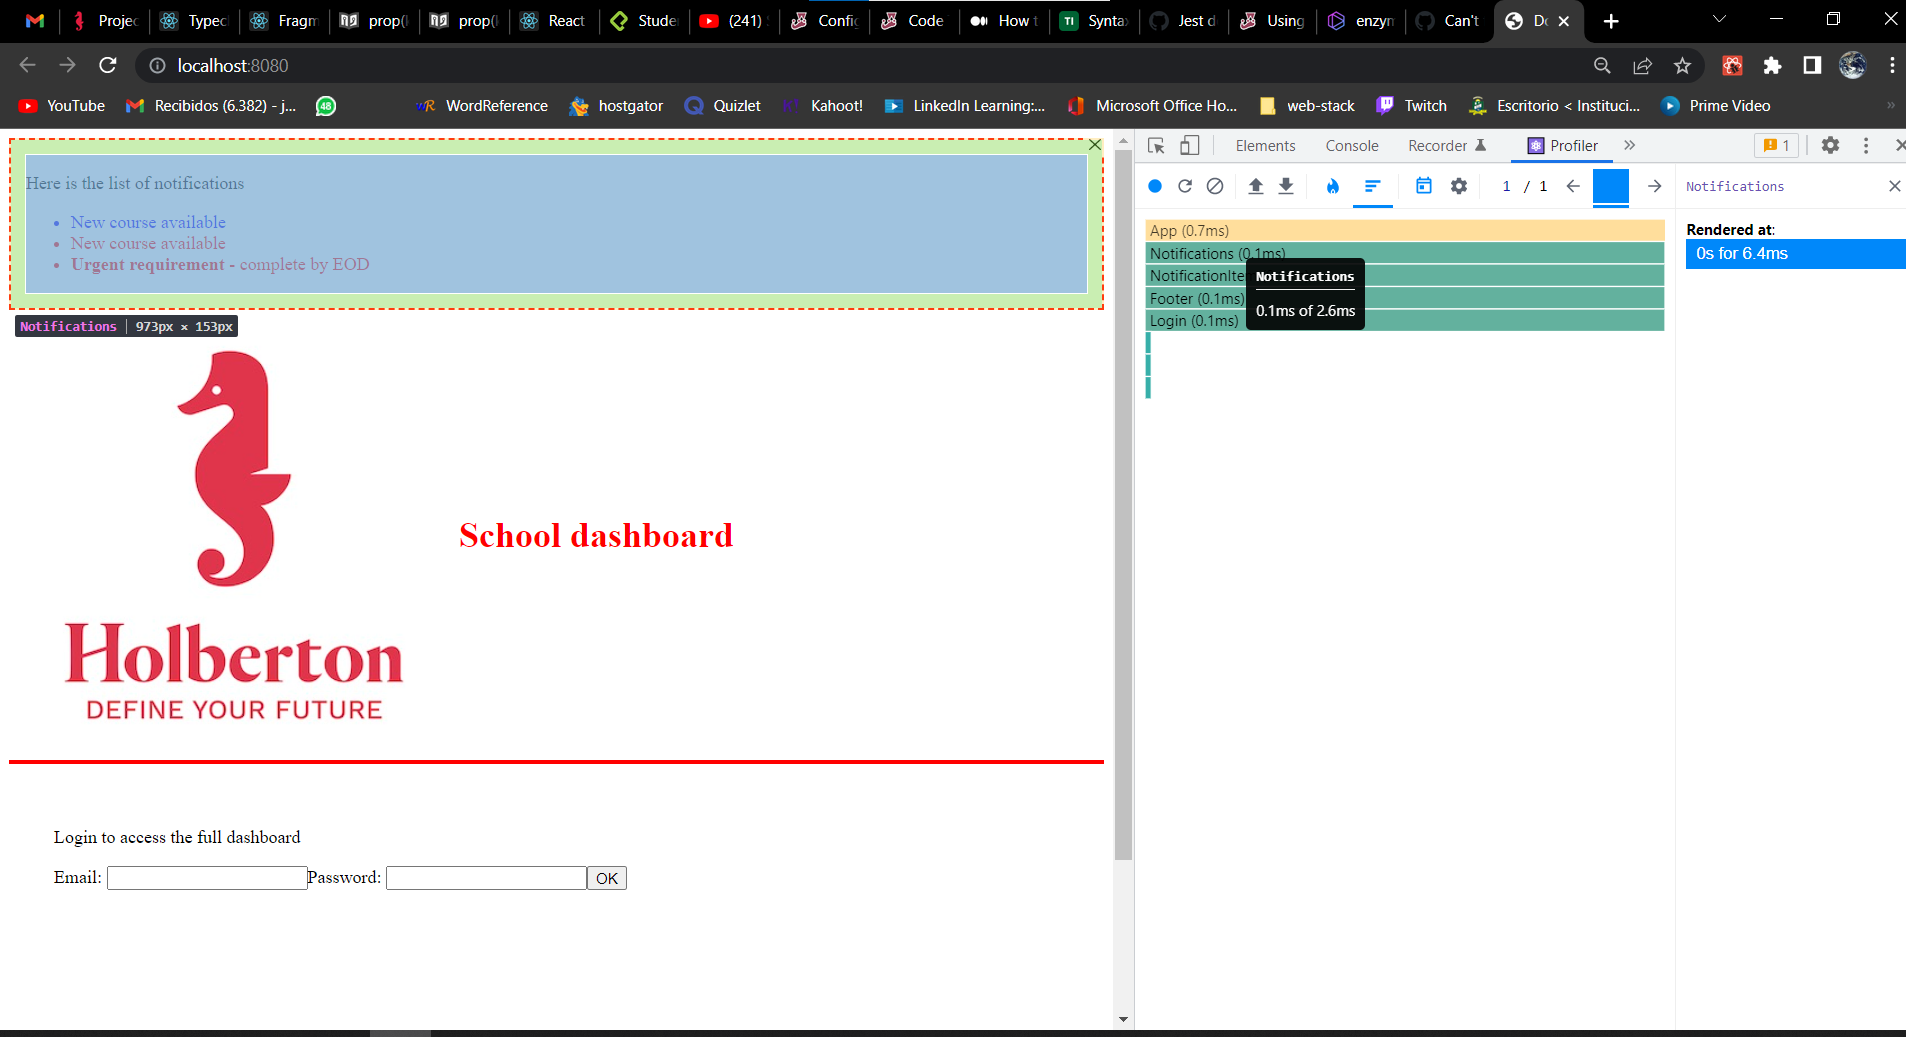 Projec
Typec
Fragm
prop(
prop(
React
Stude
(241)
Config
Code
How t
TI Synta
Jest d
Using
enzym
Can't
Do
localhost:8080
YouTube
Recibidos (6.382) - j...
48
WordReference
hostgator
Quizlet
Kahoot!
LinkedIn Learning:...
Microsoft Office Ho...
web-stack
Twitch
Escritorio < Instituci...
Prime Video
»
Here is the list of notifications
• New course available
• New course available
• Urgent requirement - complete by EOD
Notifications | 973px × 153px
School dashboard
Holberton
DEFINE YOUR FUTURE
Login to access the full dashboard
Email: Password: OK
Elements Console Recorder Profiler » 1
1 / 1
App (0.7ms)
Notifications (0.1ms)
NotificationIte
Footer (0.1ms)
Login (0.1ms)
Notifications
0.1ms of 2.6ms
Notifications
Rendered at:
0s for 6.4ms